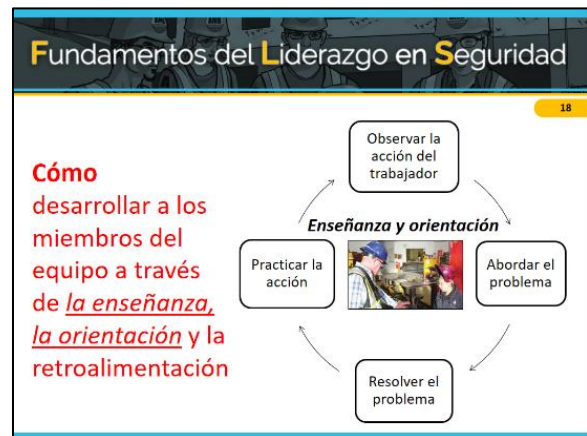 Fundamentos del Liderazgo en Seguridad
18
Cómo
desarrollar a los
miembros del
equipo a través
de la enseñanza,
la orientación y la
retroalimentación
Observar la
acción del
trabajador
Enseñanza y orientación
Practicar la
acción
Abordar el
problema
Resolver el
problema